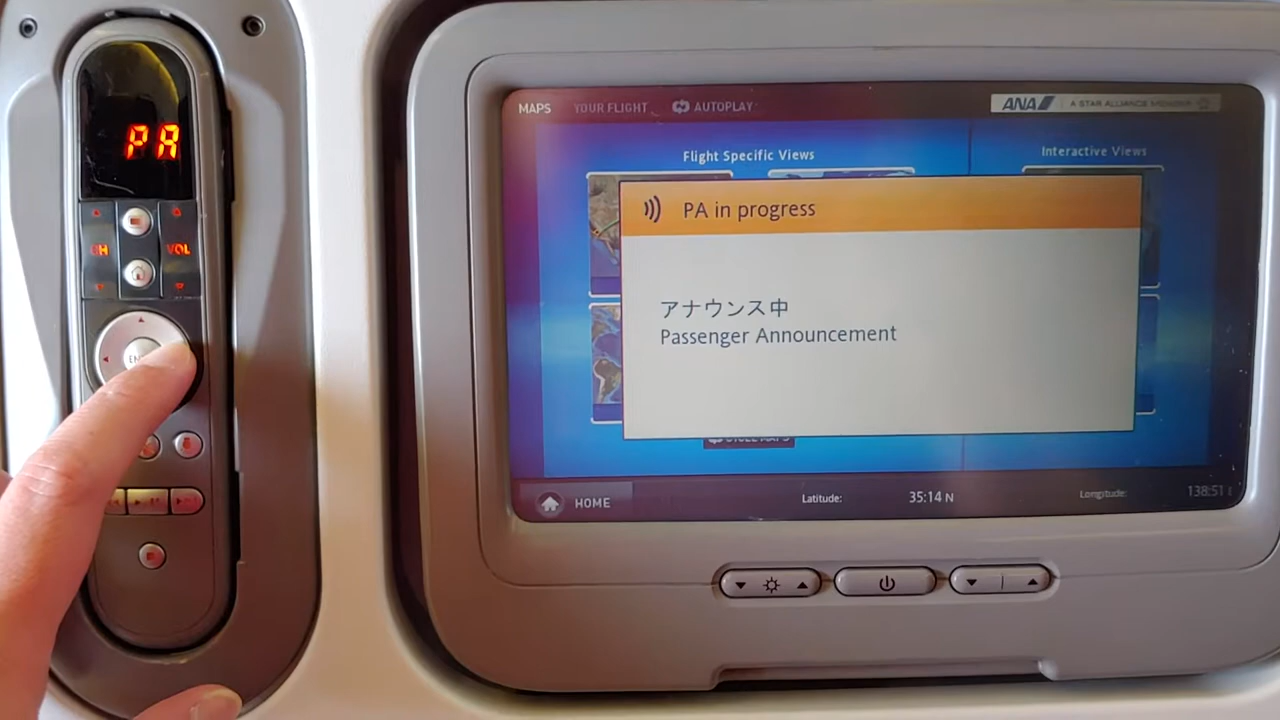 PA
CH
VOL
MAPS
YOUR FLIGHT
AUTOPLAY
ANA
A STAR ALLIANCE MEMBER
Flight Specific Views
Interactive Views
PA in progress
アナウンス中
Passenger Announcement
HOME
Latitude:
35:14 N
Longitude:
138:51 E